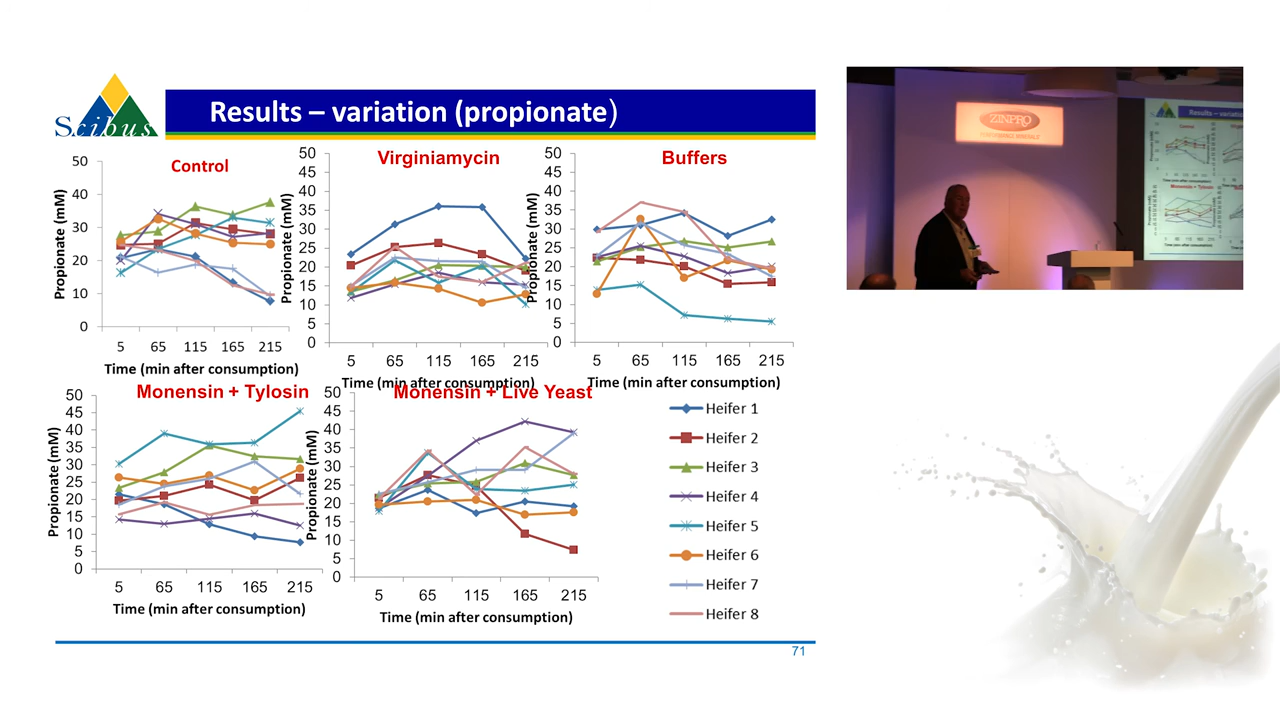 Scibus
Results – variation (propionate)
Control
Propionate (mM)
50
40
30
20
10
0
5 65 115 165 215
Time (min after consumption)
Virginiamycin
Propionate (mM)
50
45
40
35
30
25
20
15
10
5
0
5 65 115 165 215
Time (min after consumption)
Buffers
Propionate (mM)
50
45
40
35
30
25
20
15
10
5
0
5 65 115 165 215
Time (min after consumption)
Monensin + Tylosin
Propionate (mM)
50
45
40
35
30
25
20
15
10
5
0
5 65 115 165 215
Time (min after consumption)
Monensin + Live Yeast
Propionate (mM)
50
45
40
35
30
25
20
15
10
5
0
5 65 115 165 215
Time (min after consumption)
Heifer 1
Heifer 2
Heifer 3
Heifer 4
Heifer 5
Heifer 6
Heifer 7
Heifer 8
71
ZINPRO
Results – variation
Control
Monensin + Tylosin